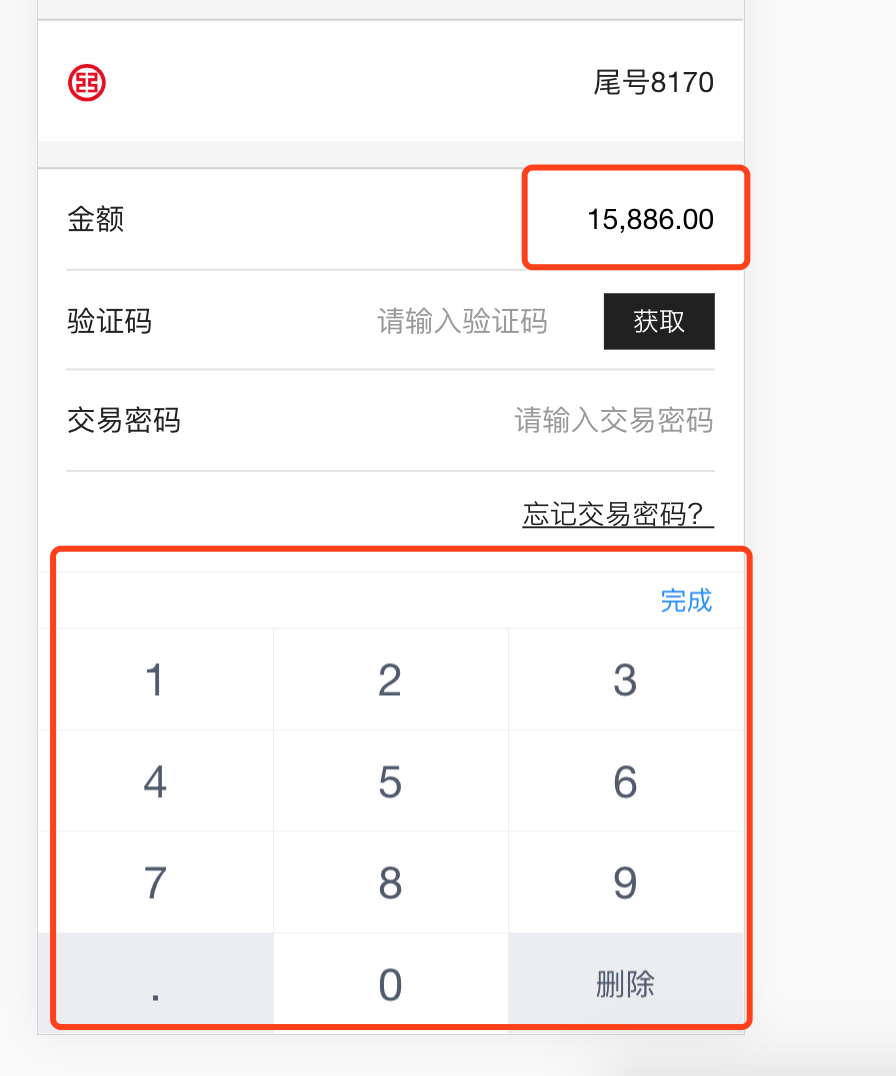 尾号8170
金额 15,886.00
验证码 请输入验证码 获取
交易密码 请输入交易密码
忘记交易密码?
完成
1 2 3
4 5 6
7 8 9
. 0 删除